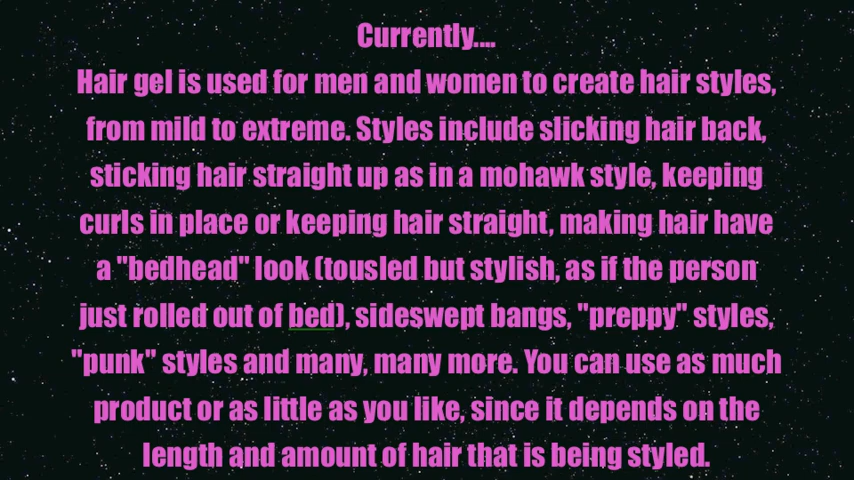 Currently....
Hair gel is used for men and women to create hair styles,
from mild to extreme. Styles include slicking hair back,
sticking hair straight up as in a mohawk style, keeping
curls in place or keeping hair straight, making hair have
a "bedhead" look (tousled but stylish, as if the person
just rolled out of bed), sideswept bangs, "preppy" styles,
"punk" styles and many, many more. You can use as much
product or as little as you like, since it depends on the
length and amount of hair that is being styled.